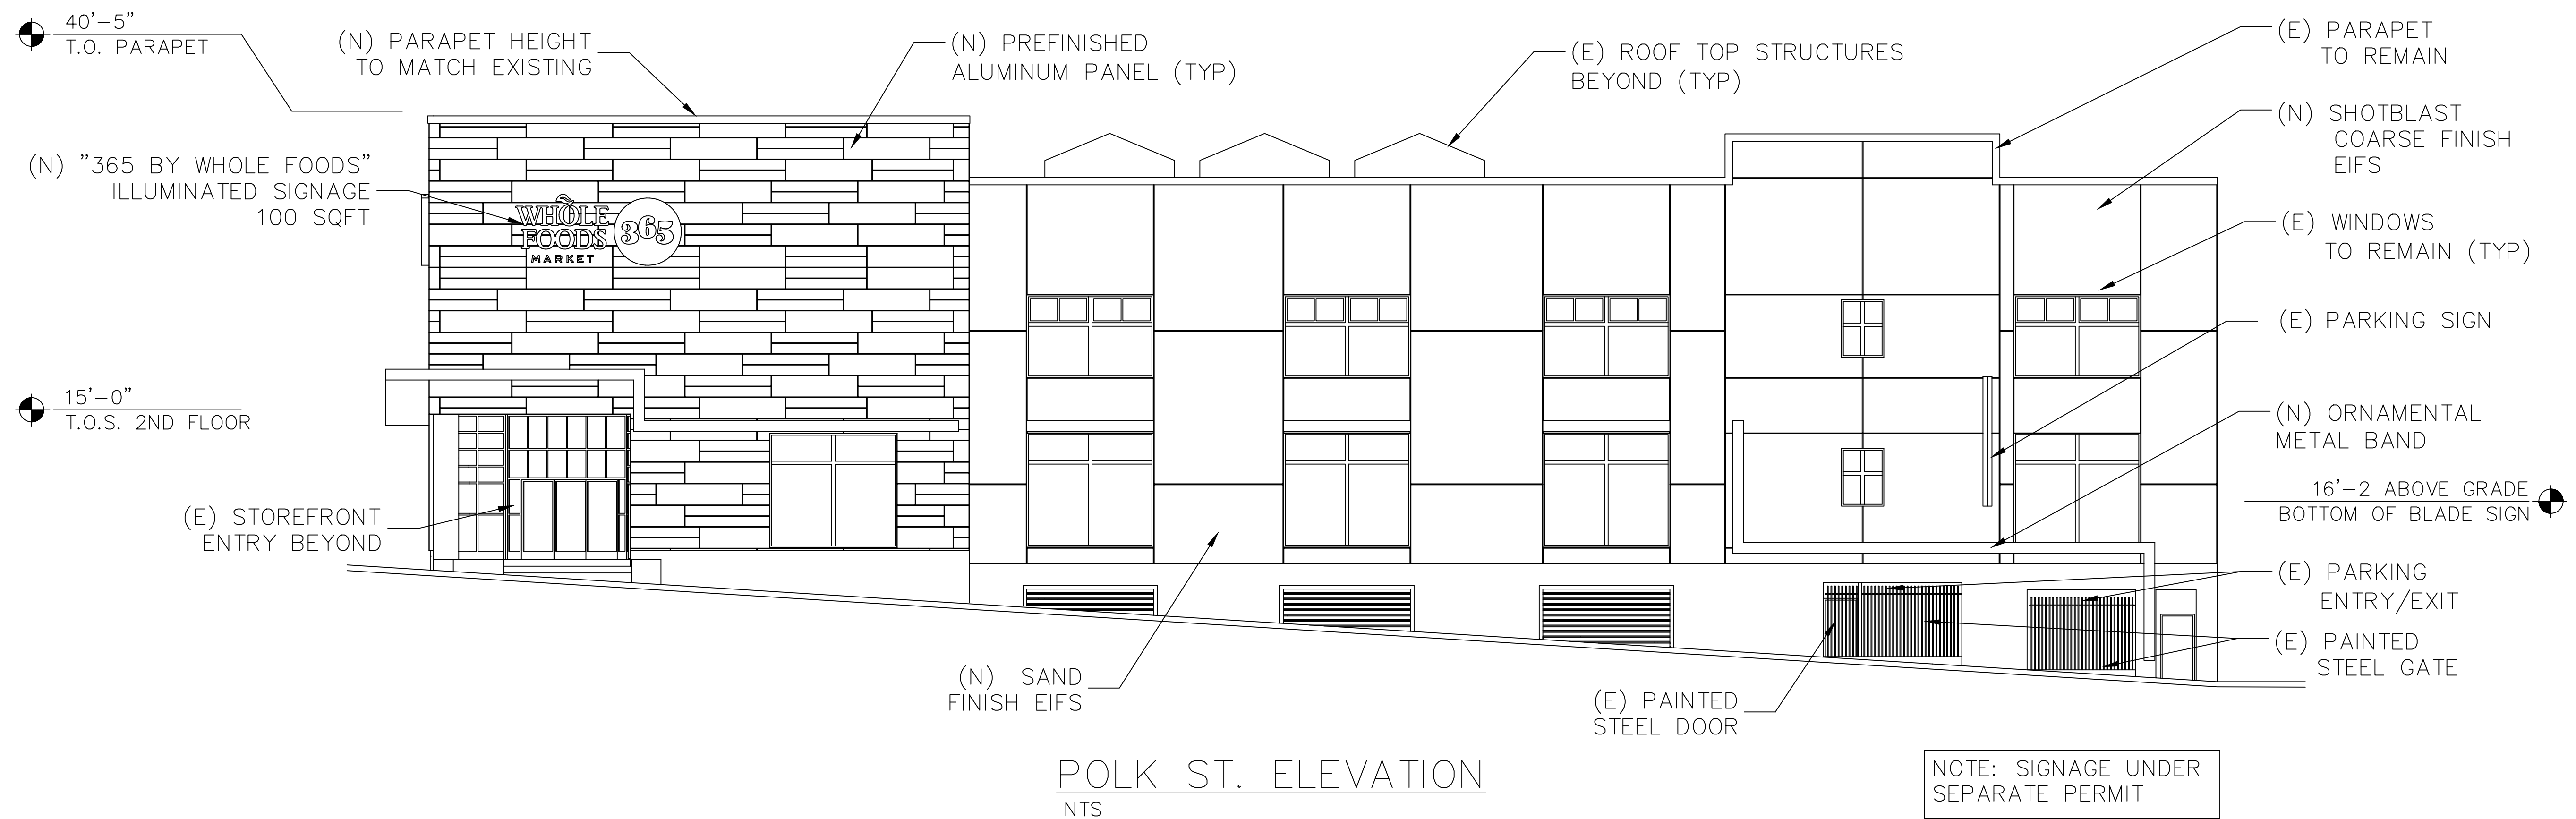 40'-5"
T.O. PARAPET
(N) PARAPET HEIGHT
TO MATCH EXISTING
(N) PREFINISHED
ALUMINUM PANEL (TYP)
(E) ROOF TOP STRUCTURES
BEYOND (TYP)
(E) PARAPET
TO REMAIN
(N) SHOTBLAST
COARSE FINISH
EIFS
(N) "365 BY WHOLE FOODS"
ILLUMINATED SIGNAGE
100 SQFT
WHOLE
FOODS
MARKET
365
(E) WINDOWS
TO REMAIN (TYP)
(E) PARKING SIGN
15'-0"
T.O.S. 2ND FLOOR
(N) ORNAMENTAL
METAL BAND
16'-2 ABOVE GRADE
BOTTOM OF BLADE SIGN
(E) STOREFRONT
ENTRY BEYOND
(E) PARKING
ENTRY/EXIT
(E) PAINTED
STEEL GATE
(N) SAND
FINISH EIFS
(E) PAINTED
STEEL DOOR
POLK ST. ELEVATION
NTS
NOTE: SIGNAGE UNDER
SEPARATE PERMIT